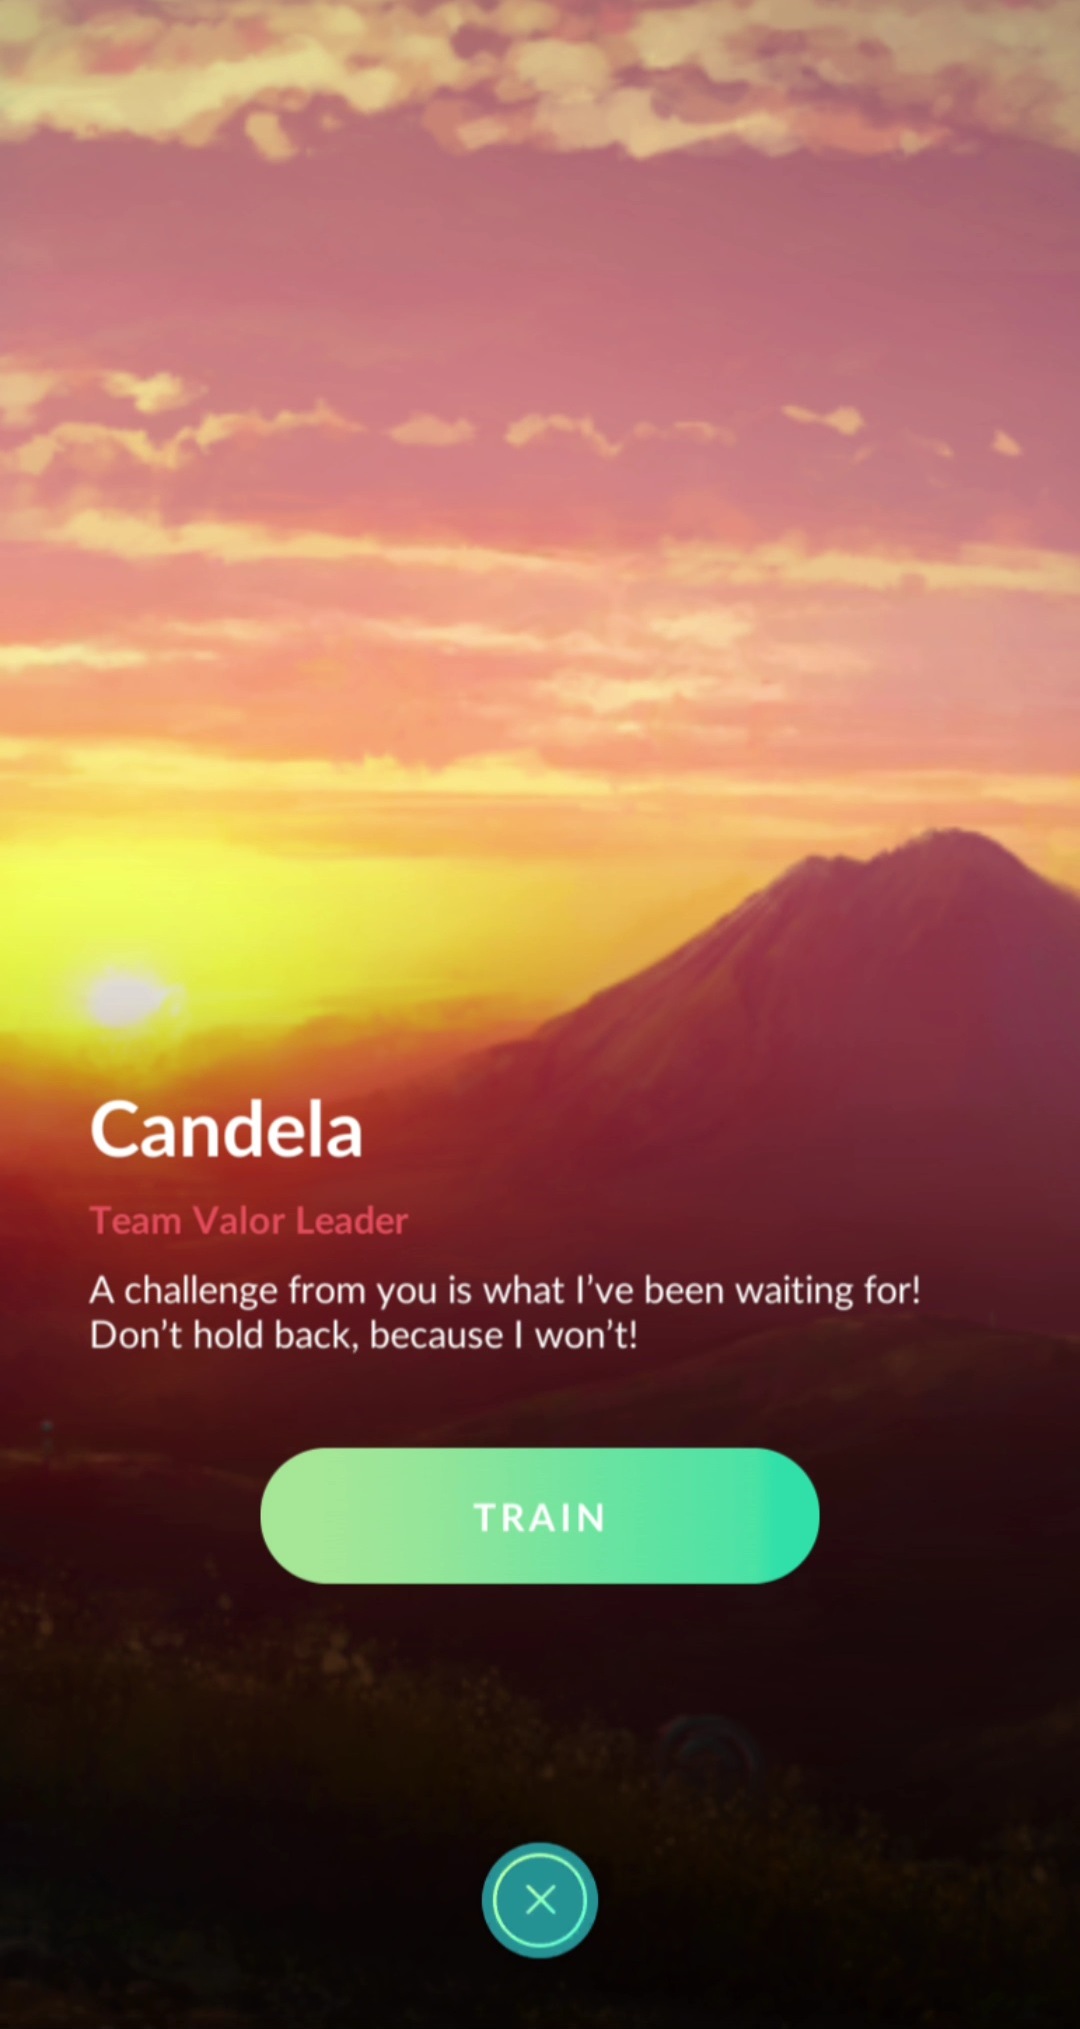 Candela
Team Valor Leader
A challenge from you is what I’ve been waiting for!
Don’t hold back, because I won’t!
TRAIN